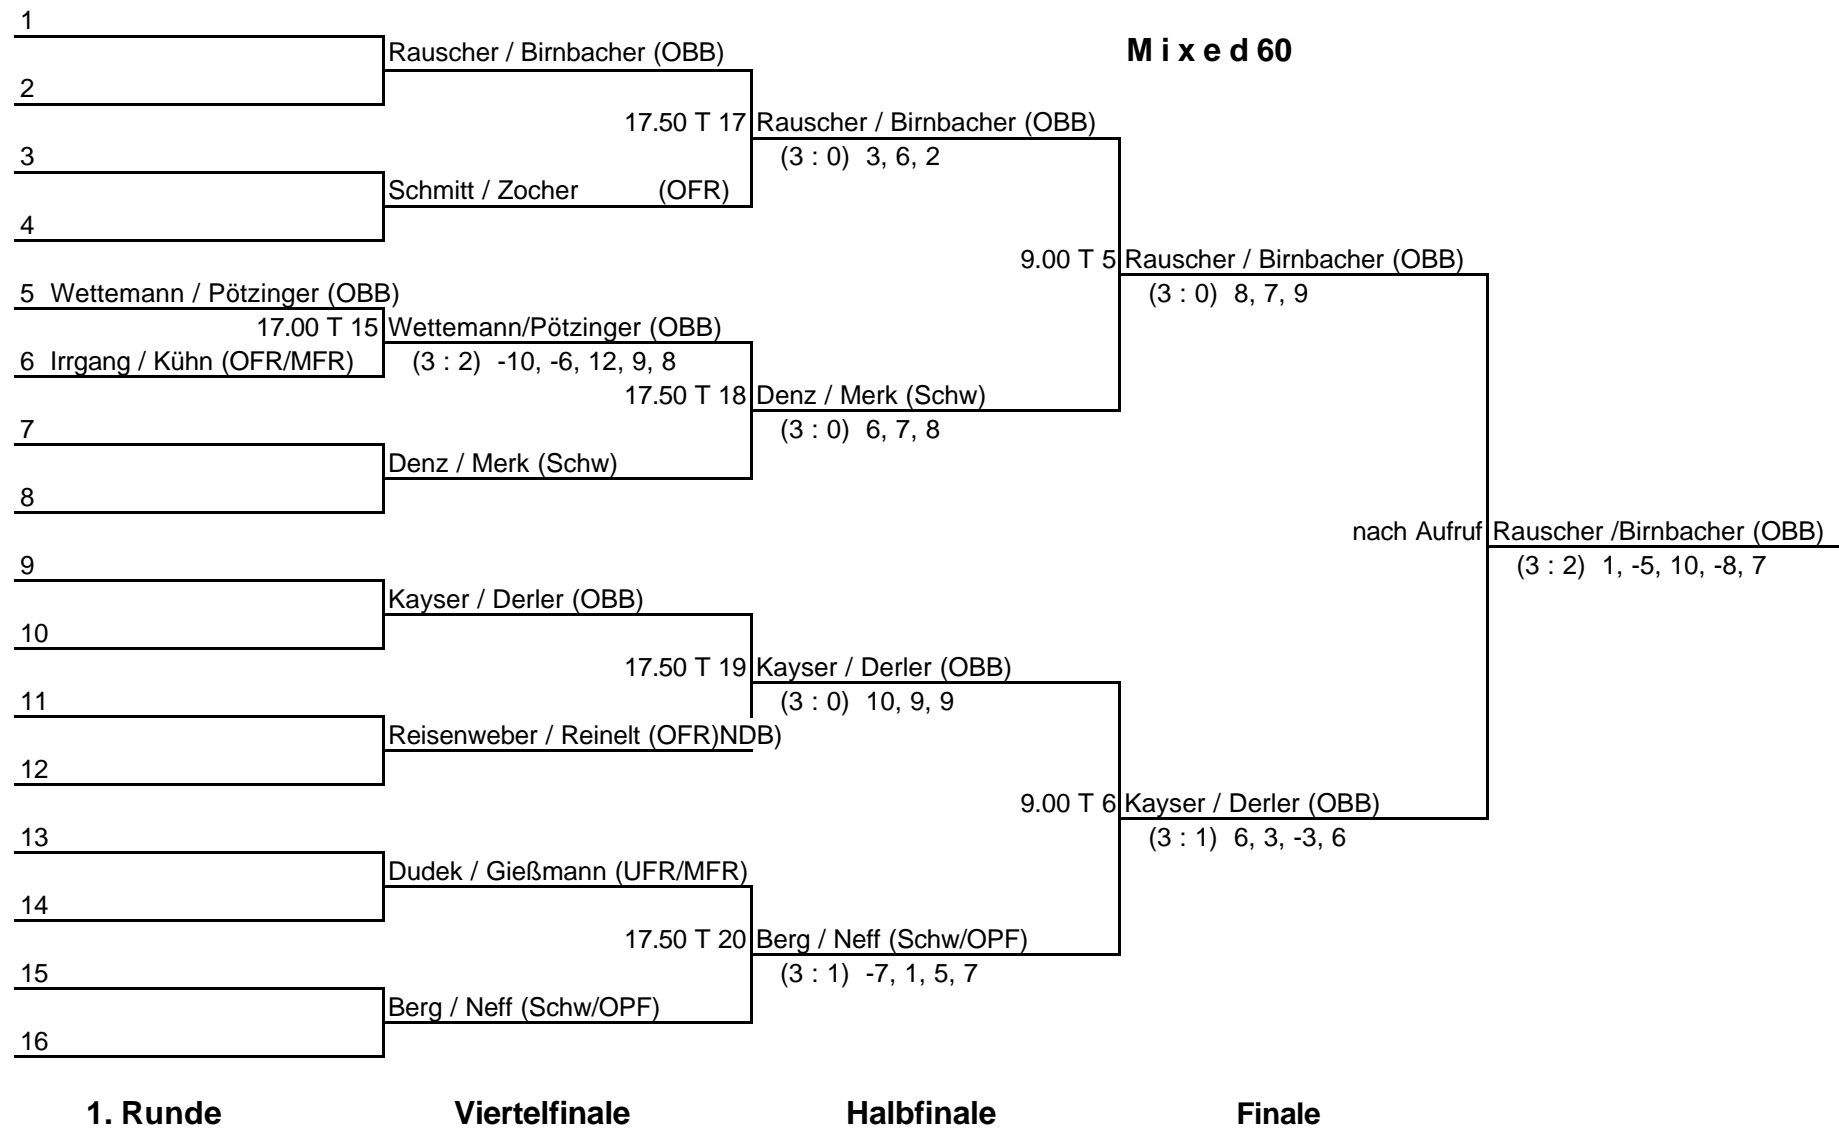 1
Rauscher / Birnbacher (OBB)
M i x e d 60
2
17.50 T 17 Rauscher / Birnbacher (OBB)
3
(3 : 0) 3, 6, 2
Schmitt / Zocher (OFR)
4
9.00 T 5 Rauscher / Birnbacher (OBB)
5 Wettemann / Pötzinger (OBB)
(3 : 0) 8, 7, 9
17.00 T 15 Wettemann/Pötzinger (OBB)
6 Irrgang / Kühn (OFR/MFR)
(3 : 2) -10, -6, 12, 9, 8
17.50 T 18 Denz / Merk (Schw)
7
(3 : 0) 6, 7, 8
Denz / Merk (Schw)
8
nach Aufruf Rauscher /Birnbacher (OBB)
9
(3 : 2) 1, -5, 10, -8, 7
Kayser / Derler (OBB)
10
17.50 T 19 Kayser / Derler (OBB)
11
(3 : 0) 10, 9, 9
Reisenweber / Reinelt (OFR)NDB)
12
9.00 T 6 Kayser / Derler (OBB)
13
(3 : 1) 6, 3, -3, 6
Dudek / Gießmann (UFR/MFR)
14
17.50 T 20 Berg / Neff (Schw/OPF)
15
(3 : 1) -7, 1, 5, 7
Berg / Neff (Schw/OPF)
16
1. Runde Viertelfinale Halbfinale Finale